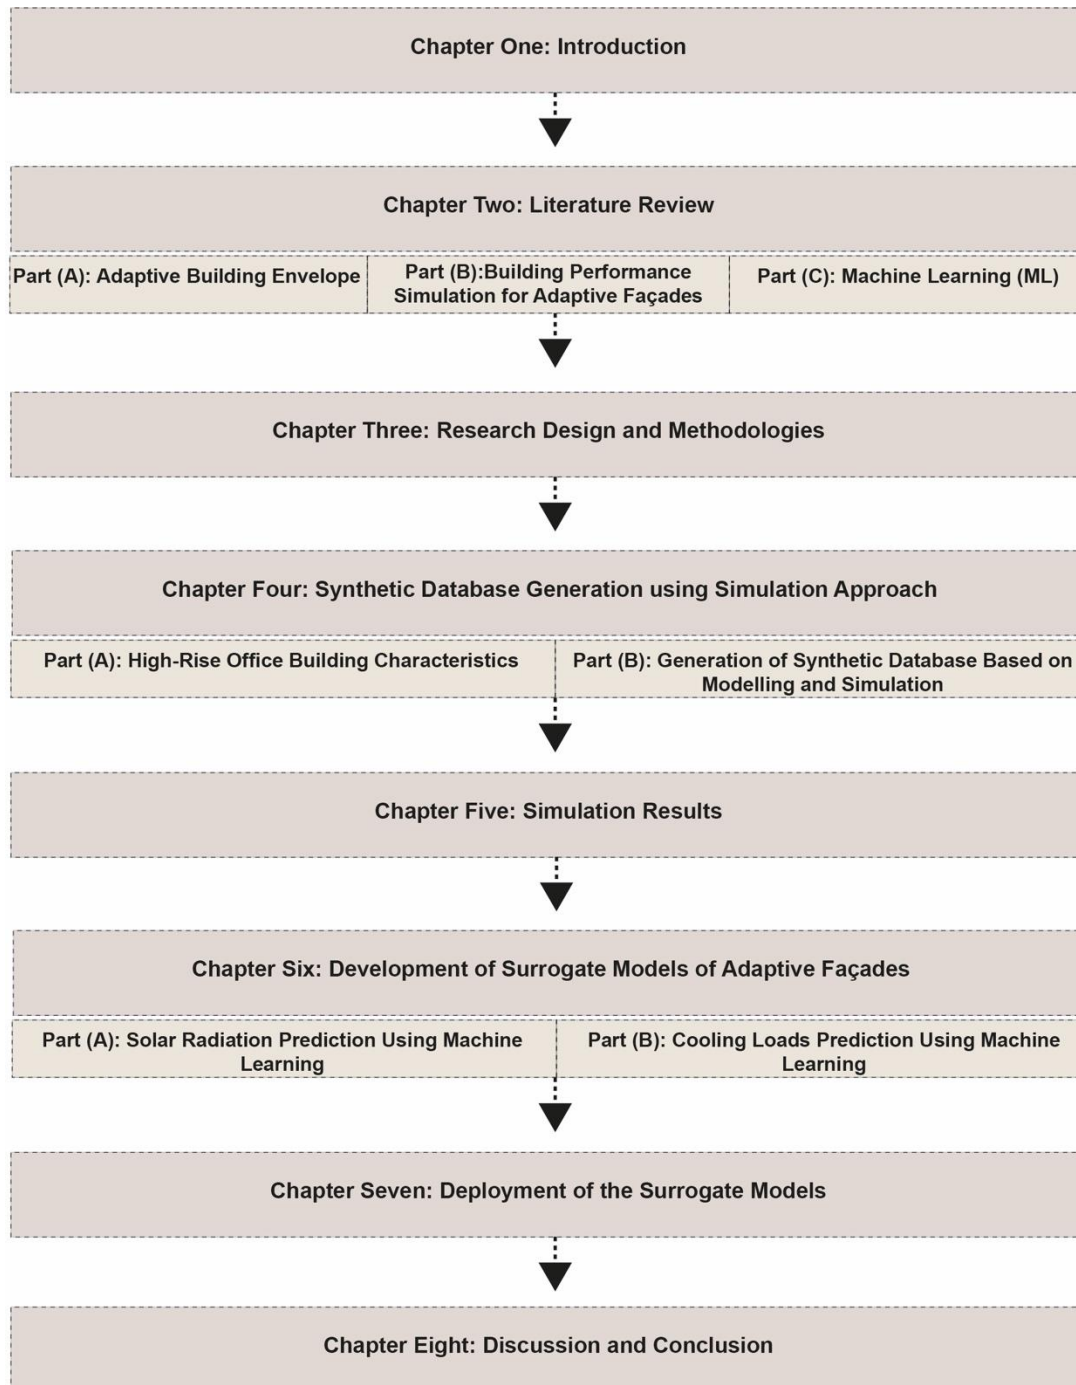 Chapter One: Introduction
Chapter Two: Literature Review
Part (A): Adaptive Building Envelope
Part (B):Building Performance
Simulation for Adaptive Façades
Part (C): Machine Learning (ML)
Chapter Three: Research Design and Methodologies
Chapter Four: Synthetic Database Generation using Simulation Approach
Part (A): High-Rise Office Building Characteristics
Part (B): Generation of Synthetic Database Based on
Modelling and Simulation
Chapter Five: Simulation Results
Chapter Six: Development of Surrogate Models of Adaptive Façades
Part (A): Solar Radiation Prediction Using Machine
Learning
Part (B): Cooling Loads Prediction Using Machine
Learning
Chapter Seven: Deployment of the Surrogate Models
Chapter Eight: Discussion and Conclusion